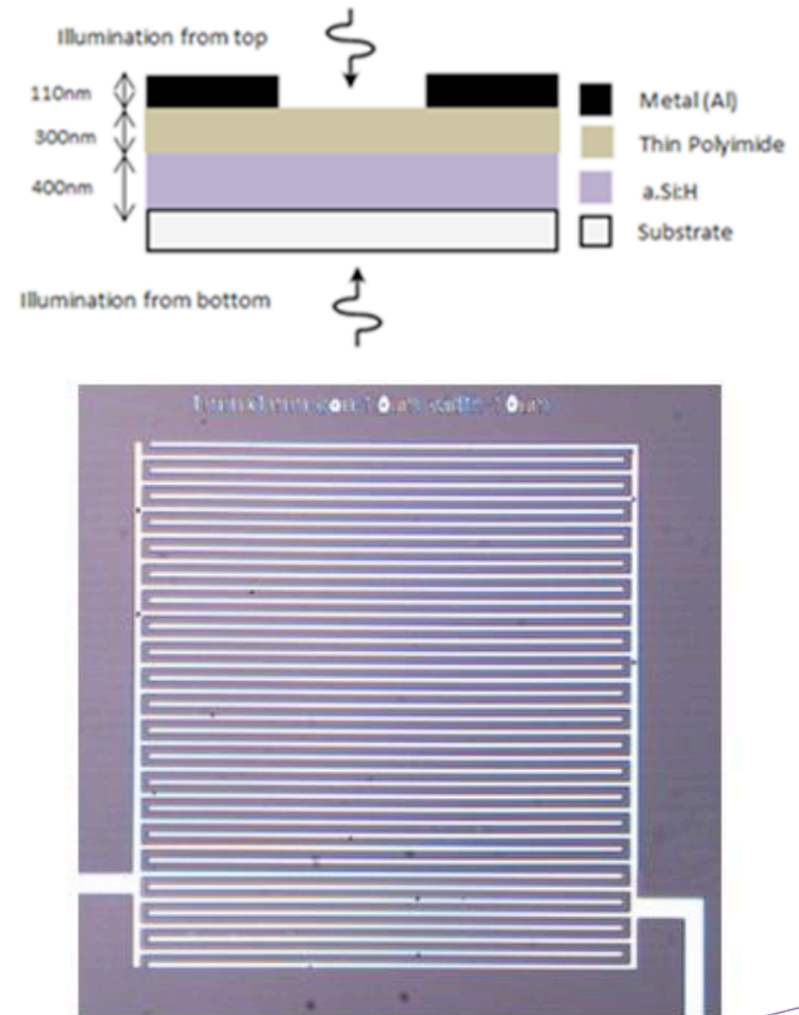 Illumination from top
110nm
300nm
400nm
Metal (Al)
Thin Polyimide
a.Si:H
Substrate
Illumination from bottom